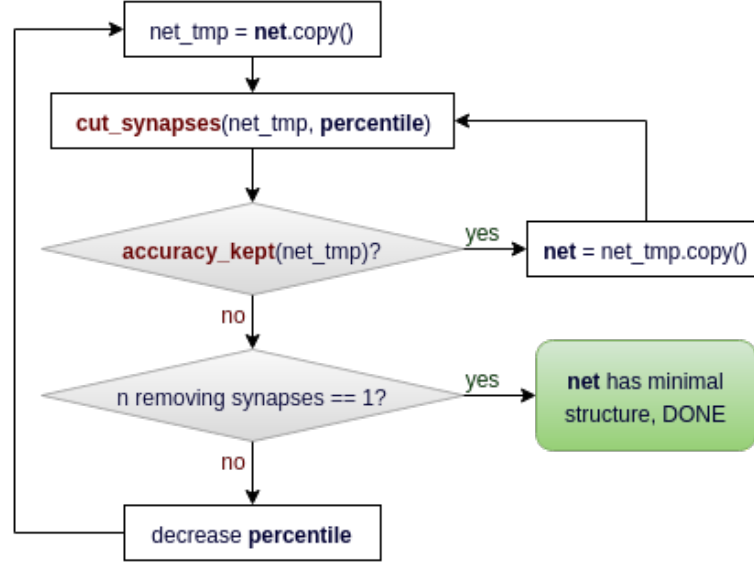 net_tmp = net.copy()
cut_synapses(net_tmp, percentile)
accuracy_kept(net_tmp)?
yes
net = net_tmp.copy()
no
n removing synapses == 1?
yes
net has minimal
structure, DONE
no
decrease percentile